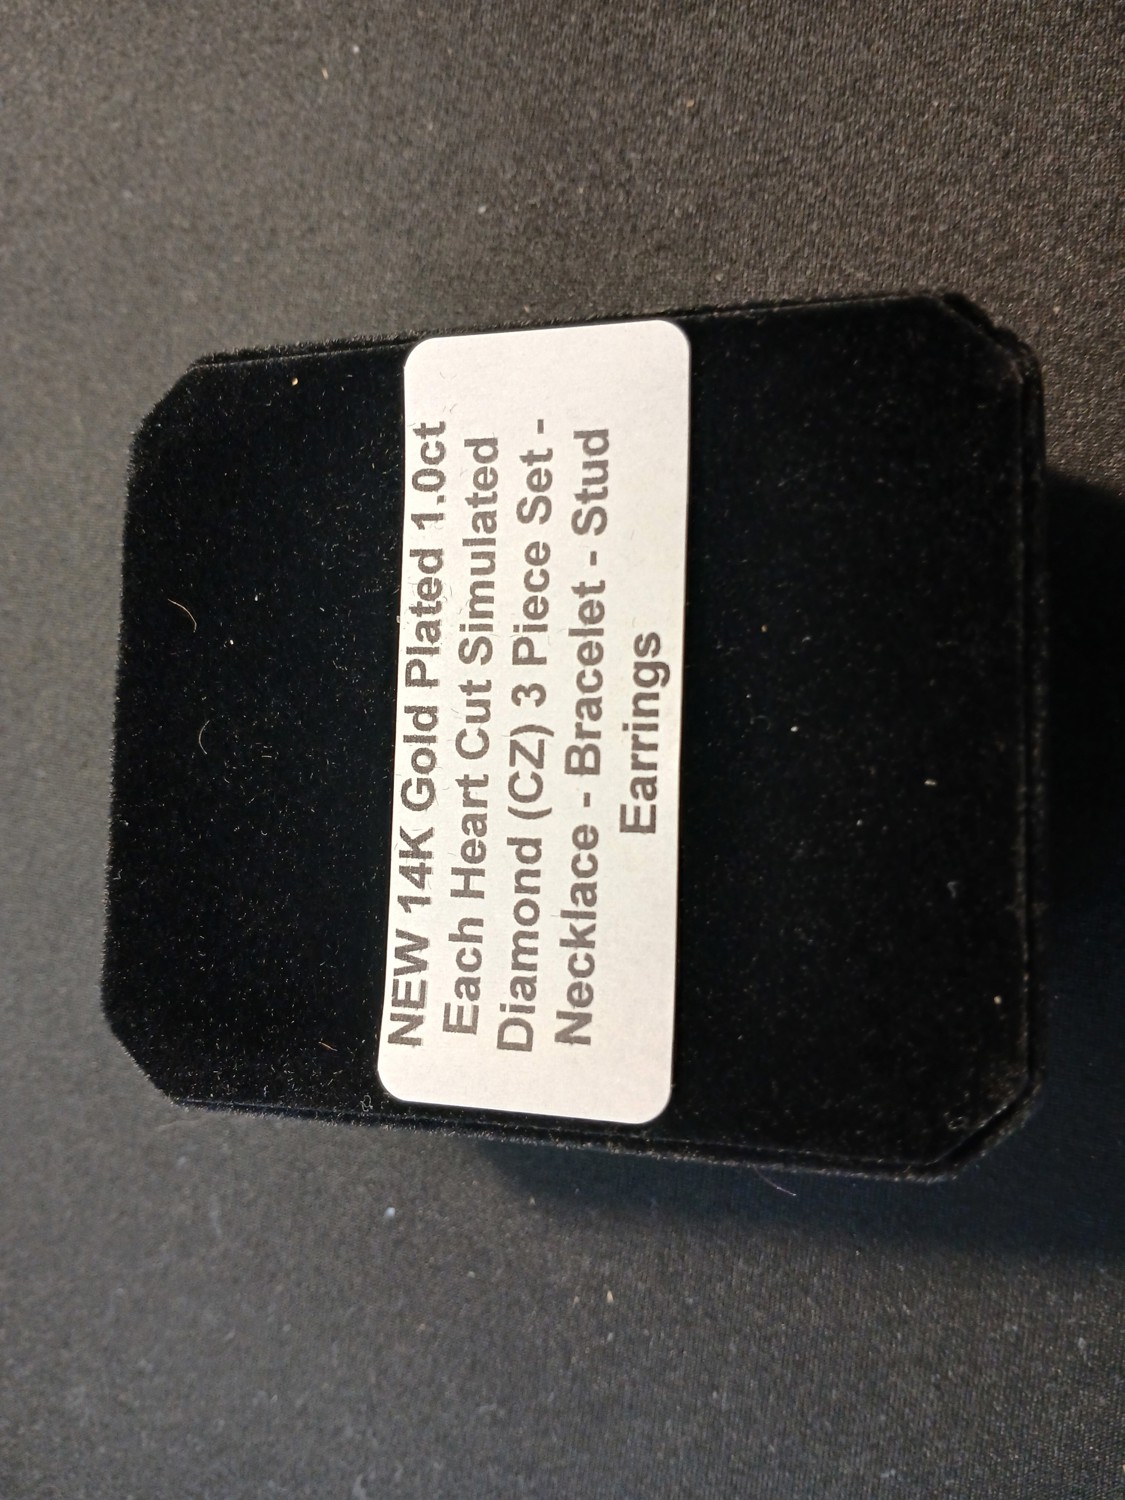 NEW 14K Gold Plated 1.0ct
Each Heart Cut Simulated
Diamond (CZ) 3 Piece Set -
Necklace - Bracelet - Stud
Earrings